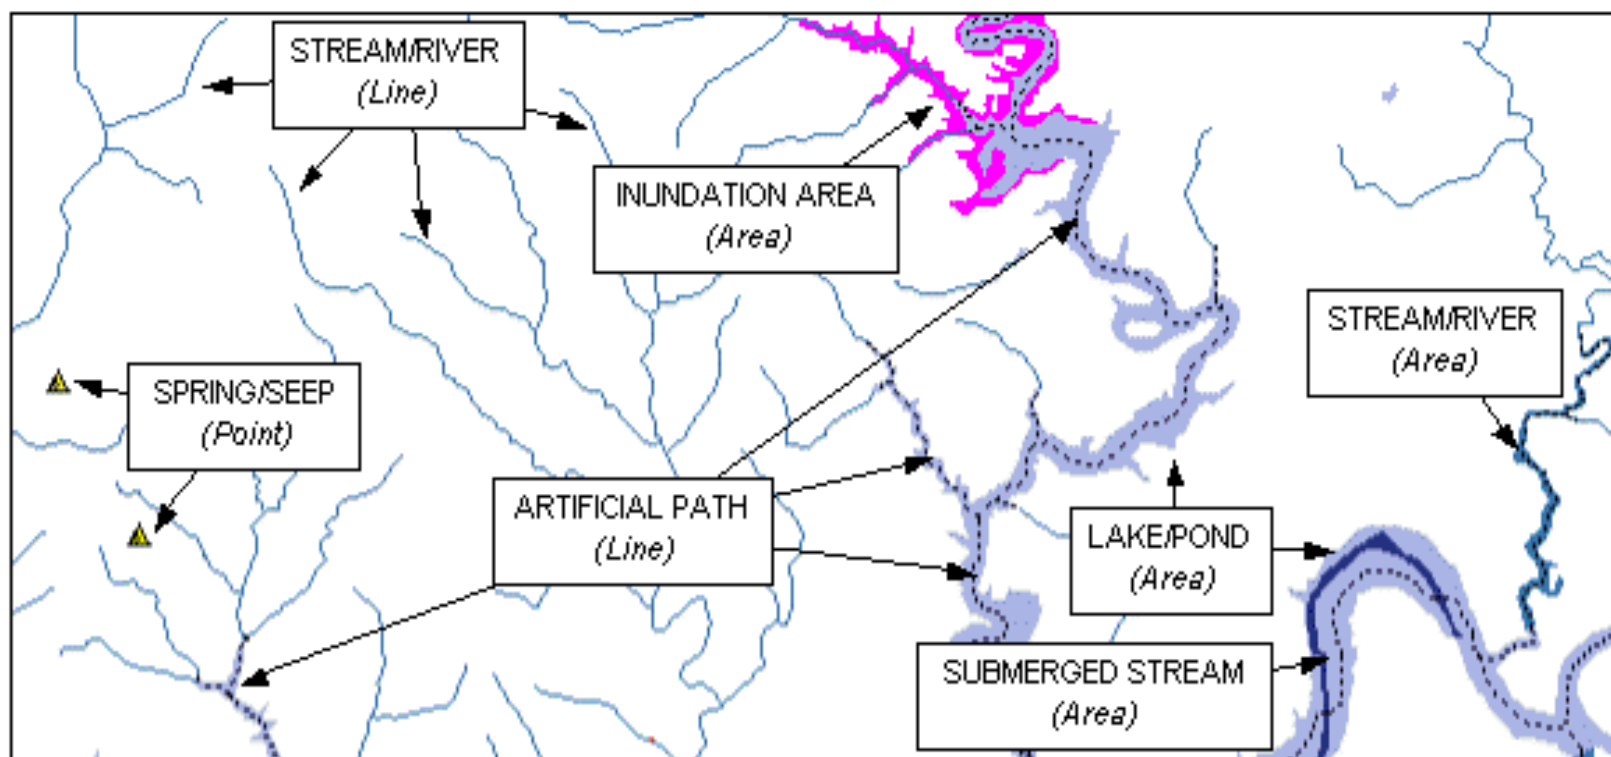 STREAM/RIVER
(Line)
INUNDATION AREA
(Area)
STREAM/RIVER
(Area)
SPRING/SEEP
(Point)
ARTIFICIAL PATH
(Line)
LAKE/POND
(Area)
SUBMERGED STREAM
(Area)